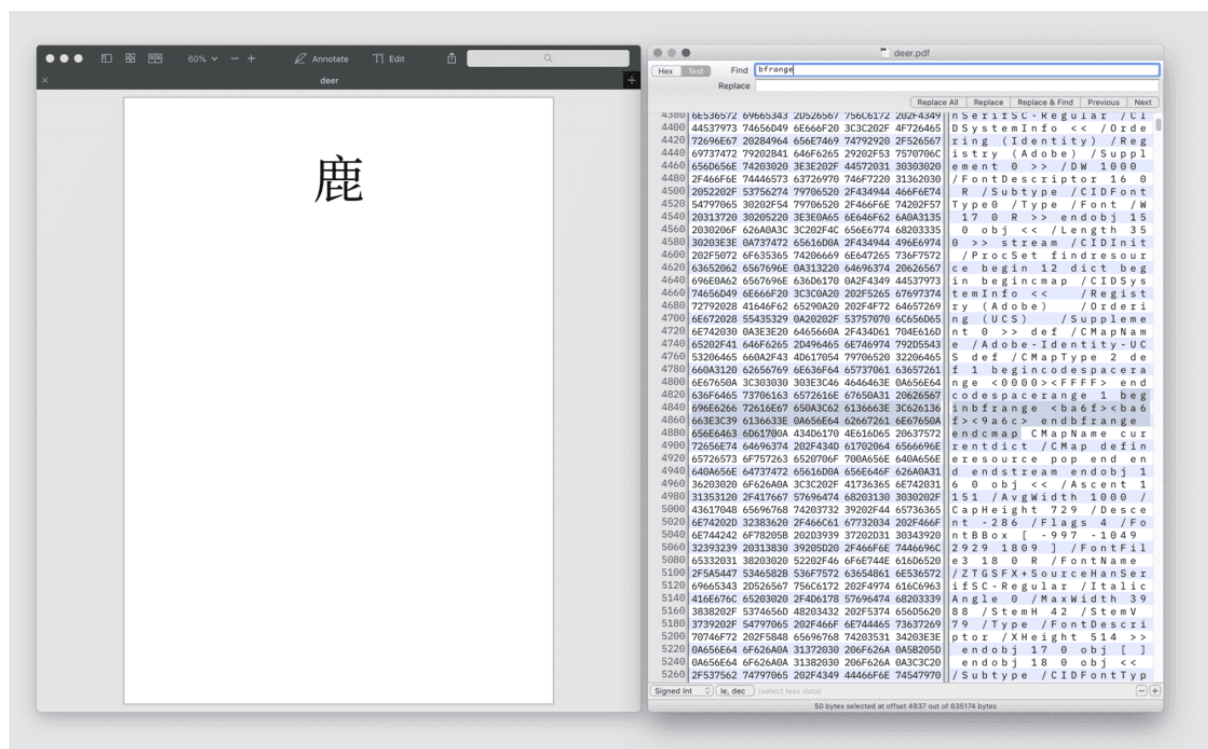 60% − + Annotate T Edit
deer
鹿
deer.pdf
Hex Text Find bfrange
Replace
Replace All Replace Replace & Find Previous Next
4380 6E536572 69665343 2D526567 756C6172 202F4349 nSerifSC-Regular /CI
4400 44537973 74656D49 6E666F20 3C3C202F 4F726465 DSystemInfo << /Orde
4420 72696E67 20284964 656E7469 74792920 2F526567 ring (Identity) /Reg
4440 69737472 79202841 646F6265 29202F53 7570706C istry (Adobe) /Suppl
4460 656D656E 74203020 3E3E202F 44572031 30303020 ement 0 >> /DW 1000
4480 2F466F6E 74446573 63726970 746F7220 31362030 /FontDescriptor 16 0
4500 2052202F 53756274 79706520 2F434944 466F6E74 R /Subtype /CIDFont
4520 54797065 30202F54 79706520 2F466F6E 74202F57 Type0 /Type /Font /W
4540 20313720 30205220 3E3E0A65 6E646F62 6A0A3135 17 0 R >> endobj 15
4560 2030206F 626A0A3C 3C202F4C 656E6774 68203335 0 obj << /Length 35
4580 30203E3E 0A737472 65616D0A 2F434944 496E6974 0 >> stream /CIDInit
4600 202F5072 6F635365 74206669 6E647265 736F7572 /ProcSet findresour
4620 63652062 6567696E 0A313220 64696374 20626567 ce begin 12 dict beg
4640 696E0A62 6567696E 636D6170 0A2F4349 44537973 in begincmap /CIDSys
4660 74656D49 6E666F20 3C3C0A20 202F5265 67697374 temInfo << /Regist
4680 72792028 41646F62 65290A20 202F4F72 64657269 ry (Adobe) /Orderi
4700 6E672028 55435329 0A20202F 53757070 6C656D65 ng (UCS) /Suppleme
4720 6E742030 0A3E3E20 6465660A 2F434D61 704E616D nt 0 >> def /CMapNam
4740 65202F41 646F6265 2D496465 6E746974 792D5543 e /Adobe-Identity-UC
4760 53206465 660A2F43 4D617054 79706520 32206465 S def /CMapType 2 de
4780 660A3120 62656769 6E636F64 65737061 63657261 f 1 begincodespacera
4800 6E67650A 3C303030 303E3C46 4646463E 0A656E64 nge <0000><FFFF> end
4820 636F6465 73706163 6572616E 67650A31 20626567 codespacerange 1 beg
4840 696E6266 72616E67 650A3C62 6136663E 3C626136 inbfrange <ba6f><ba6
4860 663E3C39 6136633E 0A656E64 62667261 6E67650A f><9a6c> endbfrange
4880 656E6463 6D61700A 434D6170 4E616D65 20637572 endcmap CMapName cur
4900 72656E74 64696374 202F434D 61702064 6566696E rentdict /CMap defin
4920 65726573 6F757263 6520706F 700A656E 640A656E eresource pop end en
4940 640A656E 64737472 65616D0A 656E646F 626A0A31 d endstream endobj 1
4960 36203020 6F626A0A 3C3C202F 41736365 6E742031 6 0 obj << /Ascent 1
4980 31353120 2F417667 57696474 68203130 3030202F 151 /AvgWidth 1000 /
5000 43617048 65696768 74203732 39202F44 65736365 CapHeight 729 /Desce
5020 6E74202D 32383620 2F466C61 67732034 202F466F nt -286 /Flags 4 /Fo
5040 6E744242 6F78205B 202D3939 37202D31 30343920 ntBBox [ -997 -1049
5060 32393239 20313830 39205D20 2F466F6E 7446696C 2929 1809 ] /FontFil
5080 65332031 38203020 52202F46 6F6E744E 616D6520 e3 18 0 R /FontName
5100 2F5A5447 5346582B 536F7572 63654861 6E536572 /ZTGSFX+SourceHanSer
5120 69665343 2D526567 756C6172 202F4974 616C6963 ifSC-Regular /Italic
5140 416E676C 65203020 2F4D6178 57696474 68203339 Angle 0 /MaxWidth 39
5160 3838202F 5374656D 48203432 202F5374 656D5620 88 /StemH 42 /StemV
5180 3739202F 54797065 202F466F 6E744465 73637269 79 /Type /FontDescri
5200 70746F72 202F5848 65696768 74203531 34203E3E ptor /XHeight 514 >>
5220 0A656E64 6F626A0A 31372030 206F626A 0A5B205D endobj 17 0 obj [ ]
5240 0A656E64 6F626A0A 31382030 206F626A 0A3C3C20 endobj 18 0 obj <<
5260 2F537562 74797065 202F4349 44466F6E 74547970 /Subtype /CIDFontTyp
Signed Int le, dec (select less data)
50 bytes selected at offset 4837 out of 635174 bytes